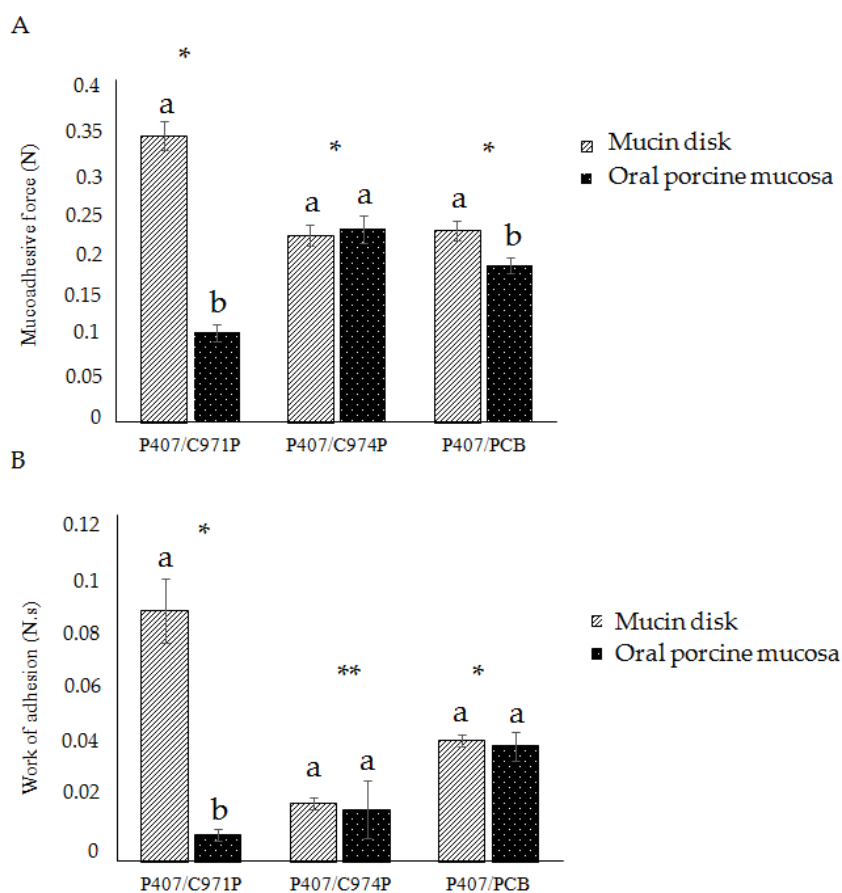 A
*
0.4
a
0.35
*
*
Mucin disk
0.3
Oral porcine mucosa
a
a
a
0.25
b
0.2
0.15
b
0.1
0.05
0
Mucoadhesive force (N)
P407/C971P
P407/C974P
P407/PCB
B
0.12
*
a
0.1
Mucin disk
0.08
Oral porcine mucosa
**
*
0.06
a
a
0.04
a
a
b
0.02
0
Work of adhesion (N.s)
P407/C971P
P407/C974P
P407/PCB